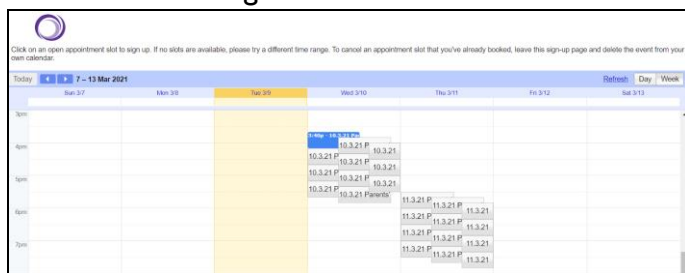 Click on an open appointment slot to sign up. If no slots are available, please try a different time range. To cancel an appointment slot that you've already booked, leave this sign-up page and delete the event from your
own calendar.
Today 7 – 13 Mar 2021 Refresh Day Week
Sun 3/7 Mon 3/8 Tue 3/9 Wed 3/10 Thu 3/11 Fri 3/12 Sat 3/13
3pm
3:40p - 10.3.21 Par
10.3.21 P
4pm
10.3.21
10.3.21 P
10.3.21 P
10.3.21
10.3.21 P
10.3.21 P
5pm
10.3.21
10.3.21 P
10.3.21 Parents'
11.3.21 P
11.3.21 P
6pm
11.3.21
11.3.21 P
11.3.21 P
11.3.21
11.3.21 P
11.3.21 P
7pm
11.3.21
11.3.21 P
11.3.21 P
11.3.21